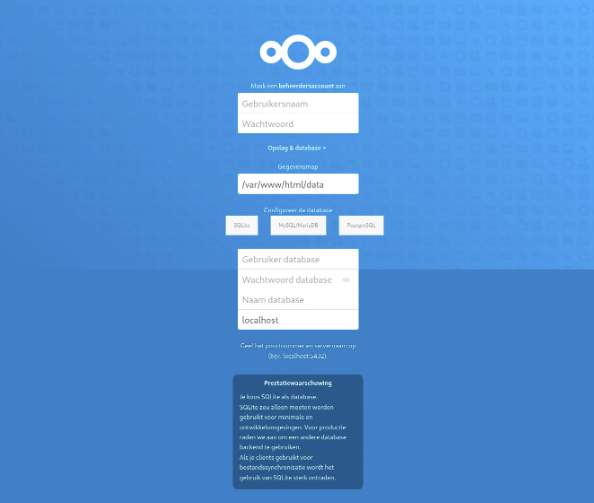 Maak een beheerdersaccount aan
Gebruikersnaam
Wachtwoord
Opslag & database
Gegevensmap
/var/www/html/data
Configureer de database
SQLite
MySQL/MariaDB
PostgreSQL
Gebruiker database
Wachtwoord database
Naam database
localhost
Geef het poortnummer en servernaam op
(bijv. localhost:5432).
Prestatiewaarschuwing
Je koos SQLite als database.
SQLite zou alleen moeten worden
gebruikt voor minimale en
ontwikkelomgevingen. Voor productie
raden we aan om een andere database
backend te gebruiken.
Als je clients gebruikt voor
bestandssynchronisatie wordt het
gebruik van SQLite sterk ontraden.